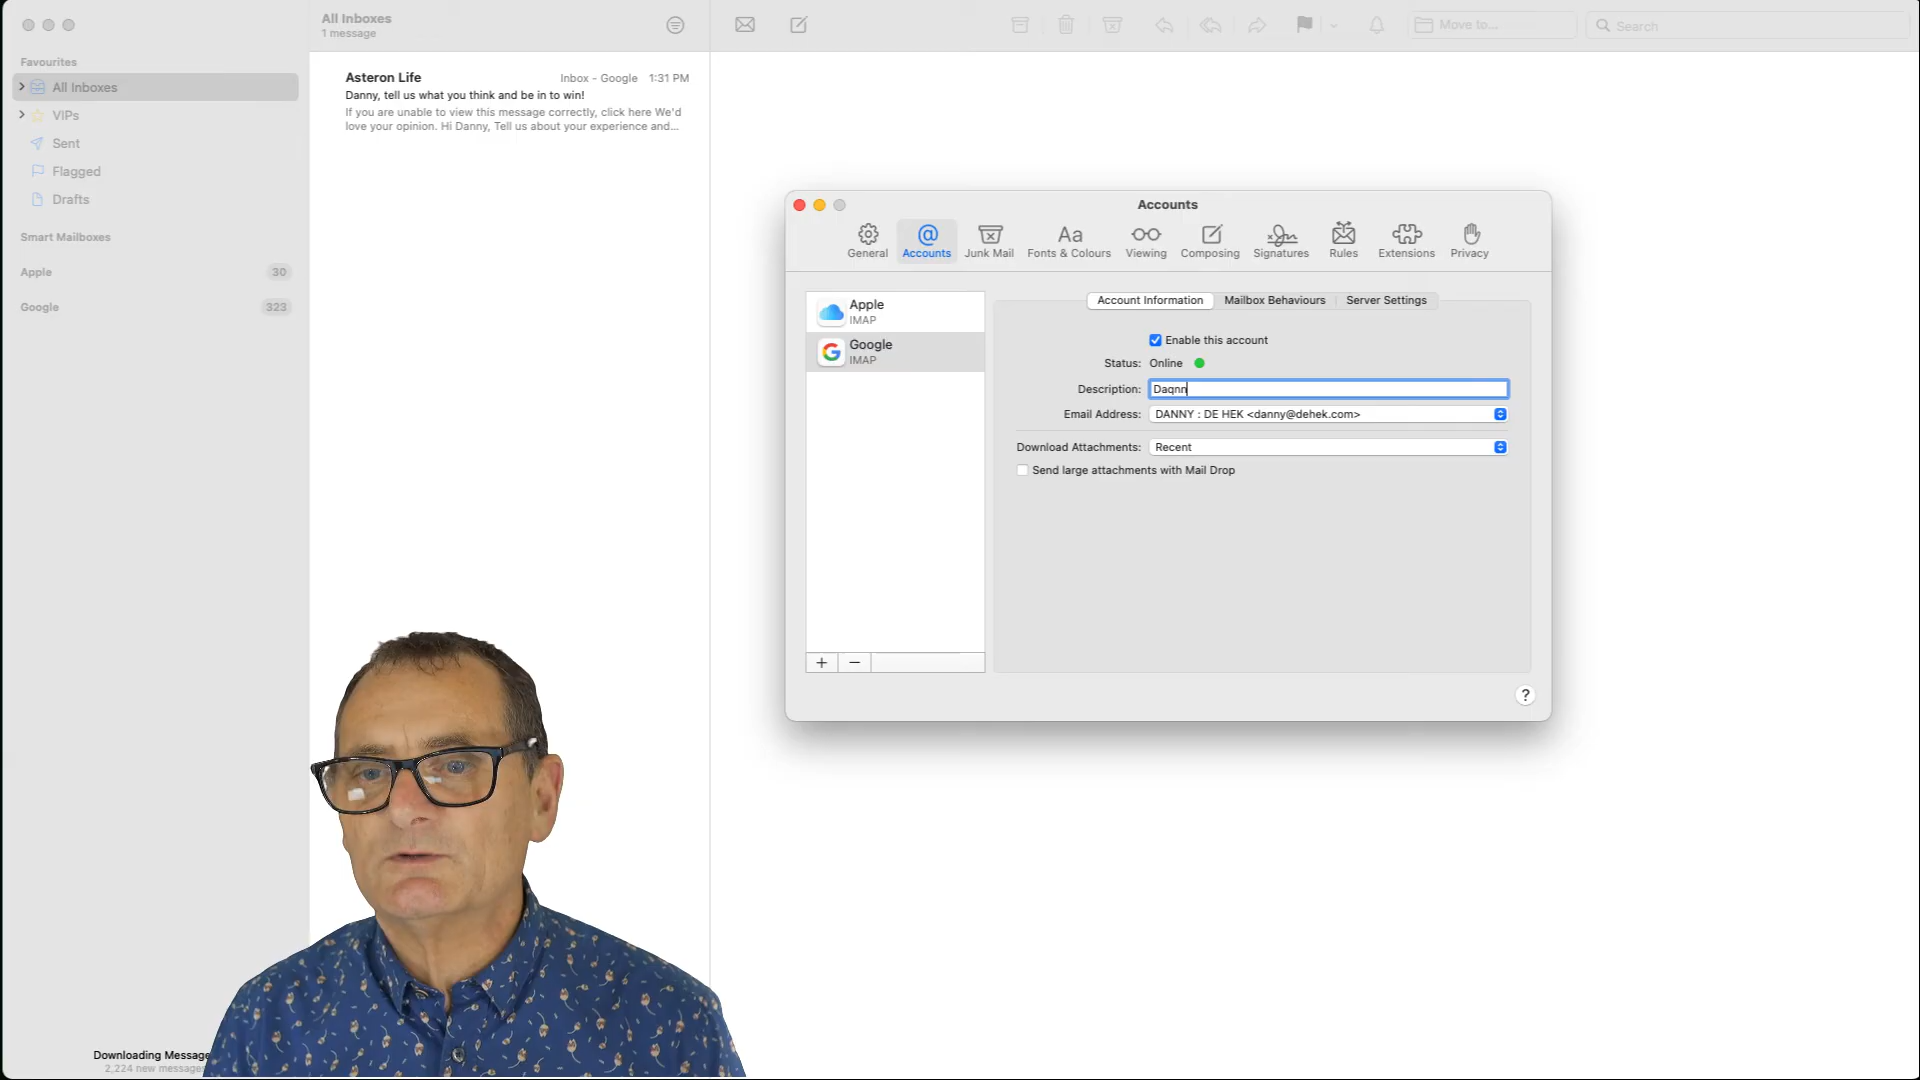 All Inboxes
1 message
Move to...
Search
Favourites
All Inboxes
VIPs
Sent
Flagged
Drafts
Smart Mailboxes
Apple 30
Google 323
Asteron Life Inbox - Google 1:31 PM
Danny, tell us what you think and be in to win!
If you are unable to view this message correctly, click here We'd
love your opinion. Hi Danny, Tell us about your experience and...
Accounts
General Accounts Junk Mail Fonts & Colours Viewing Composing Signatures Rules Extensions Privacy
Apple
IMAP
Google
IMAP
Account Information Mailbox Behaviours Server Settings
Enable this account
Status: Online
Description: Daqnn
Email Address: DANNY : DE HEK <danny@dehek.com>
Download Attachments: Recent
Send large attachments with Mail Drop
+ −
?
Downloading Message
2,224 new messages